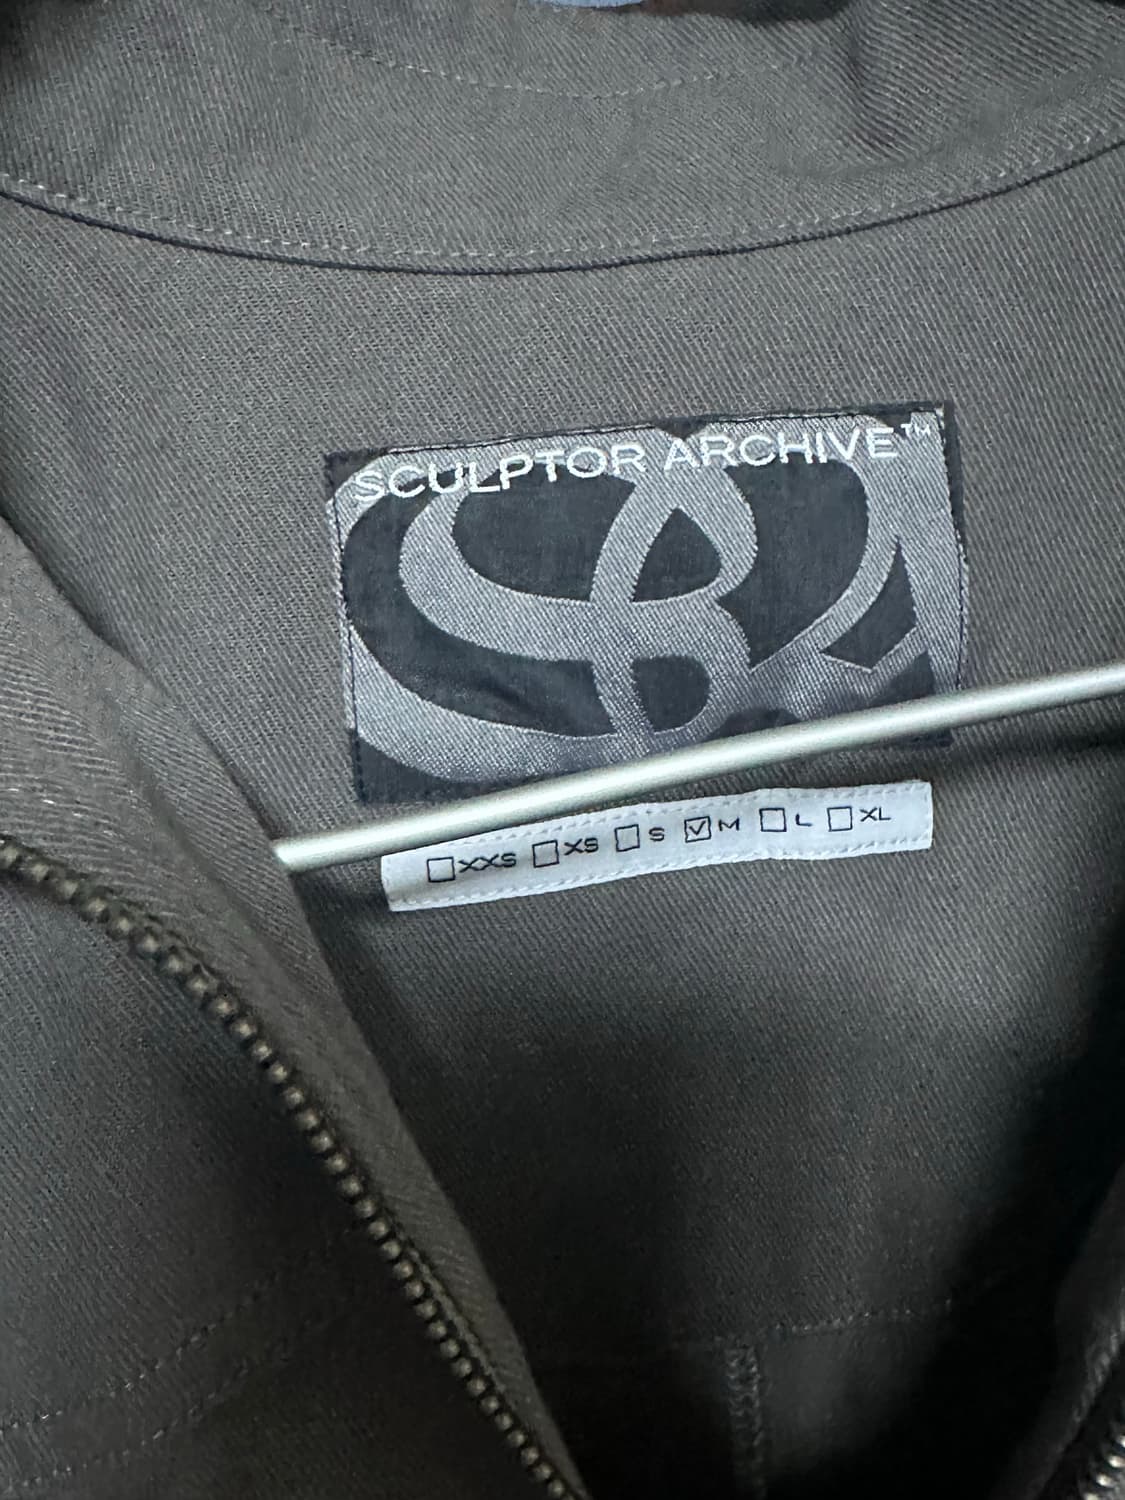 SCULPTOR ARCHIVE™
☐XXS ☐XS ☐S ☑M ☐L ☐XL